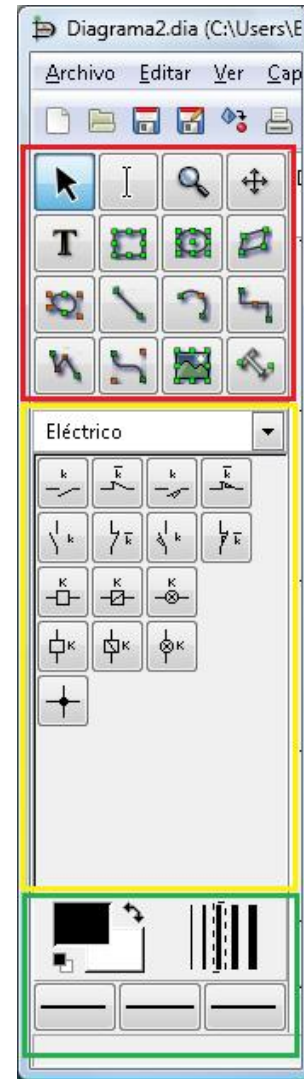 Diagrama2.dia (C:\Users\E
Archivo Editar Ver Cap
T
Eléctrico
k k̅ k k̅
k k̅ k k̅
K K K
K K K